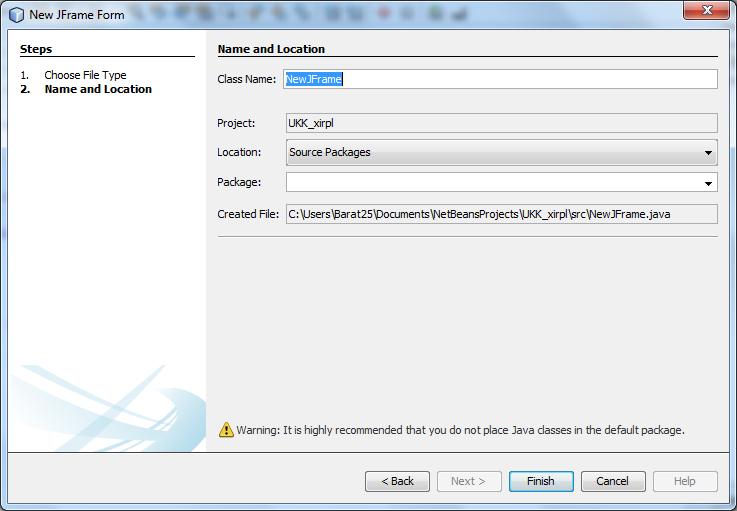 New JFrame Form
Steps
1. Choose File Type
2. Name and Location
Name and Location
Class Name: NewJFrame
Project: UKK_xirpl
Location: Source Packages
Package:
Created File: C:\Users\Barat25\Documents\NetBeansProjects\UKK_xirpl\src\NewJFrame.java
Warning: It is highly recommended that you do not place Java classes in the default package.
< Back Next > Finish Cancel Help